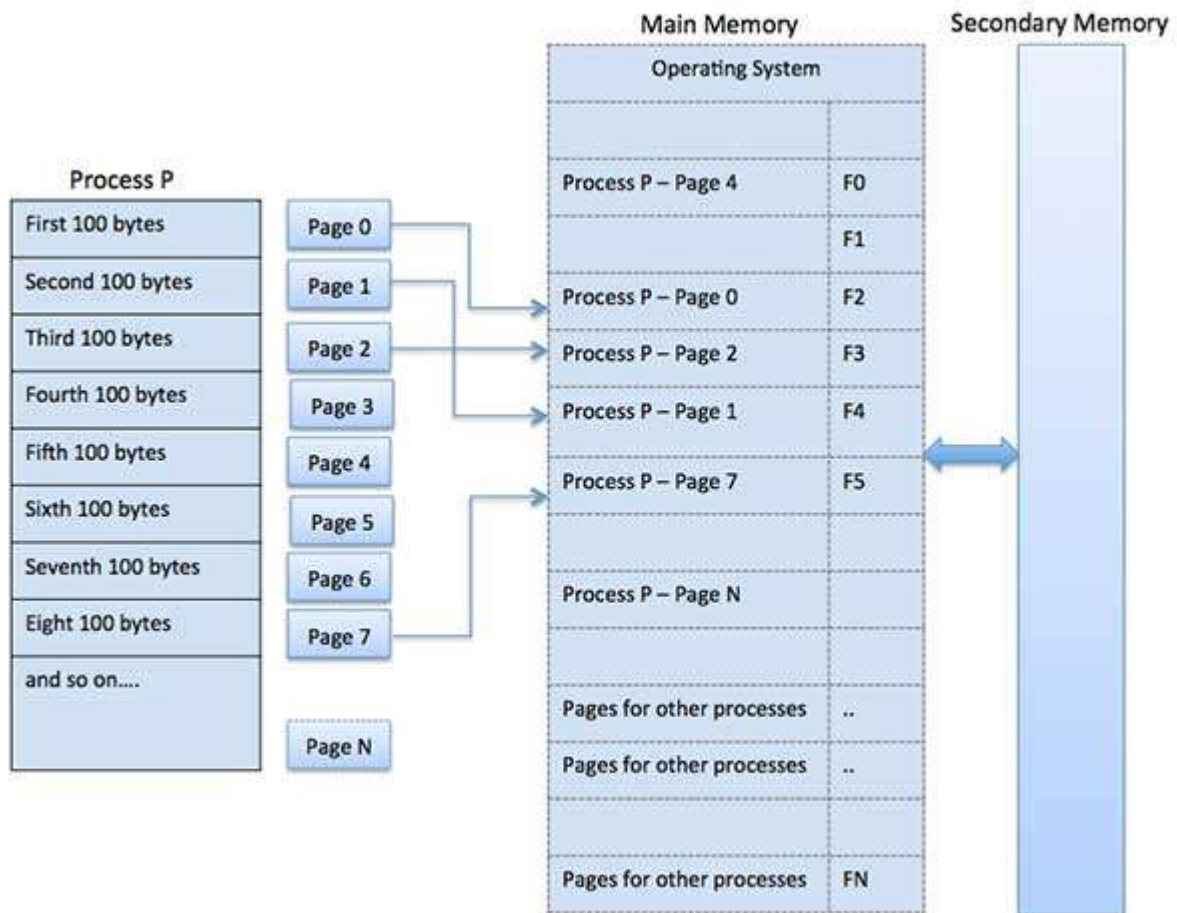 Main Memory
Secondary Memory
Operating System
Process P
First 100 bytes
Second 100 bytes
Third 100 bytes
Fourth 100 bytes
Fifth 100 bytes
Sixth 100 bytes
Seventh 100 bytes
Eight 100 bytes
and so on....
Page 0
Page 1
Page 2
Page 3
Page 4
Page 5
Page 6
Page 7
Page N
Process P – Page 4 F0
F1
Process P – Page 0 F2
Process P – Page 2 F3
Process P – Page 1 F4
Process P – Page 7 F5
Process P – Page N
Pages for other processes ..
Pages for other processes ..
Pages for other processes FN